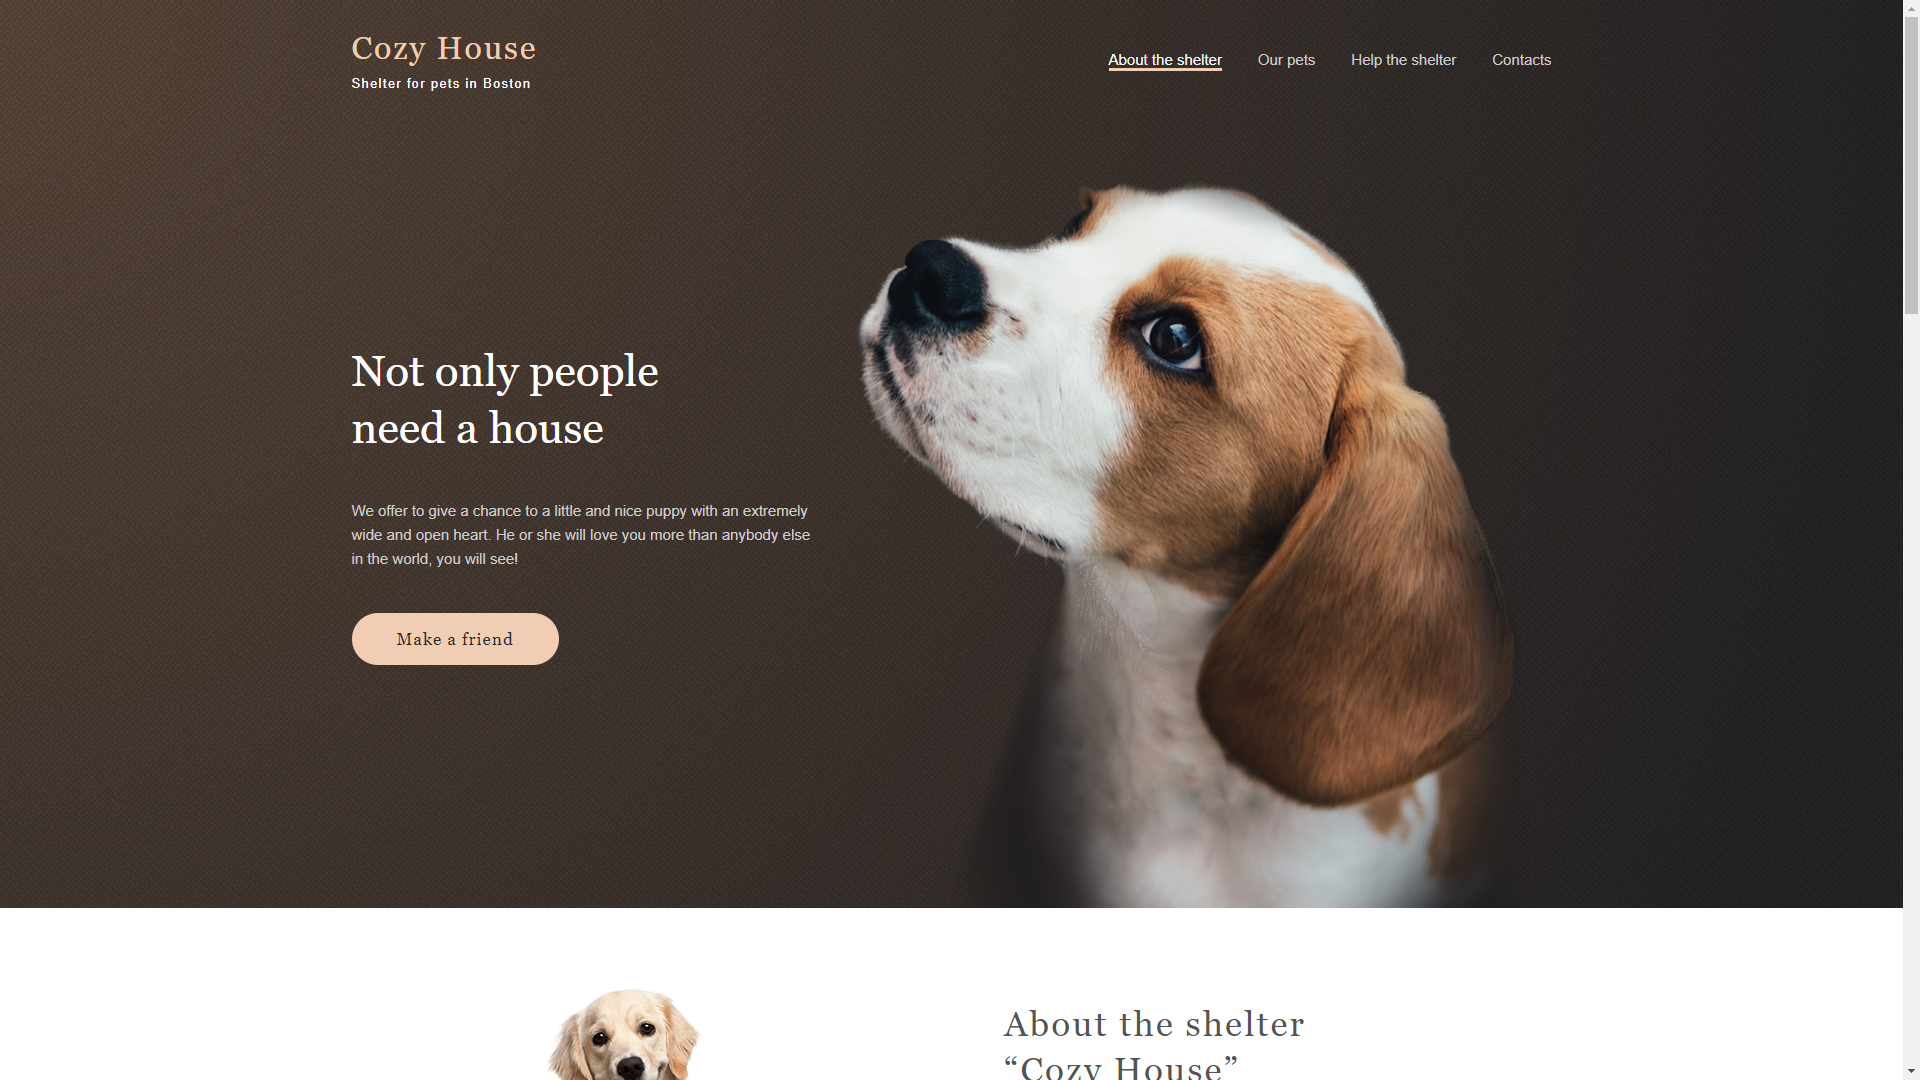 Cozy House
Shelter for pets in Boston
About the shelter
Our pets
Help the shelter
Contacts
Not only people
need a house
We offer to give a chance to a little and nice puppy with an extremely
wide and open heart. He or she will love you more than anybody else
in the world, you will see!
Make a friend
About the shelter
“Cozy House”